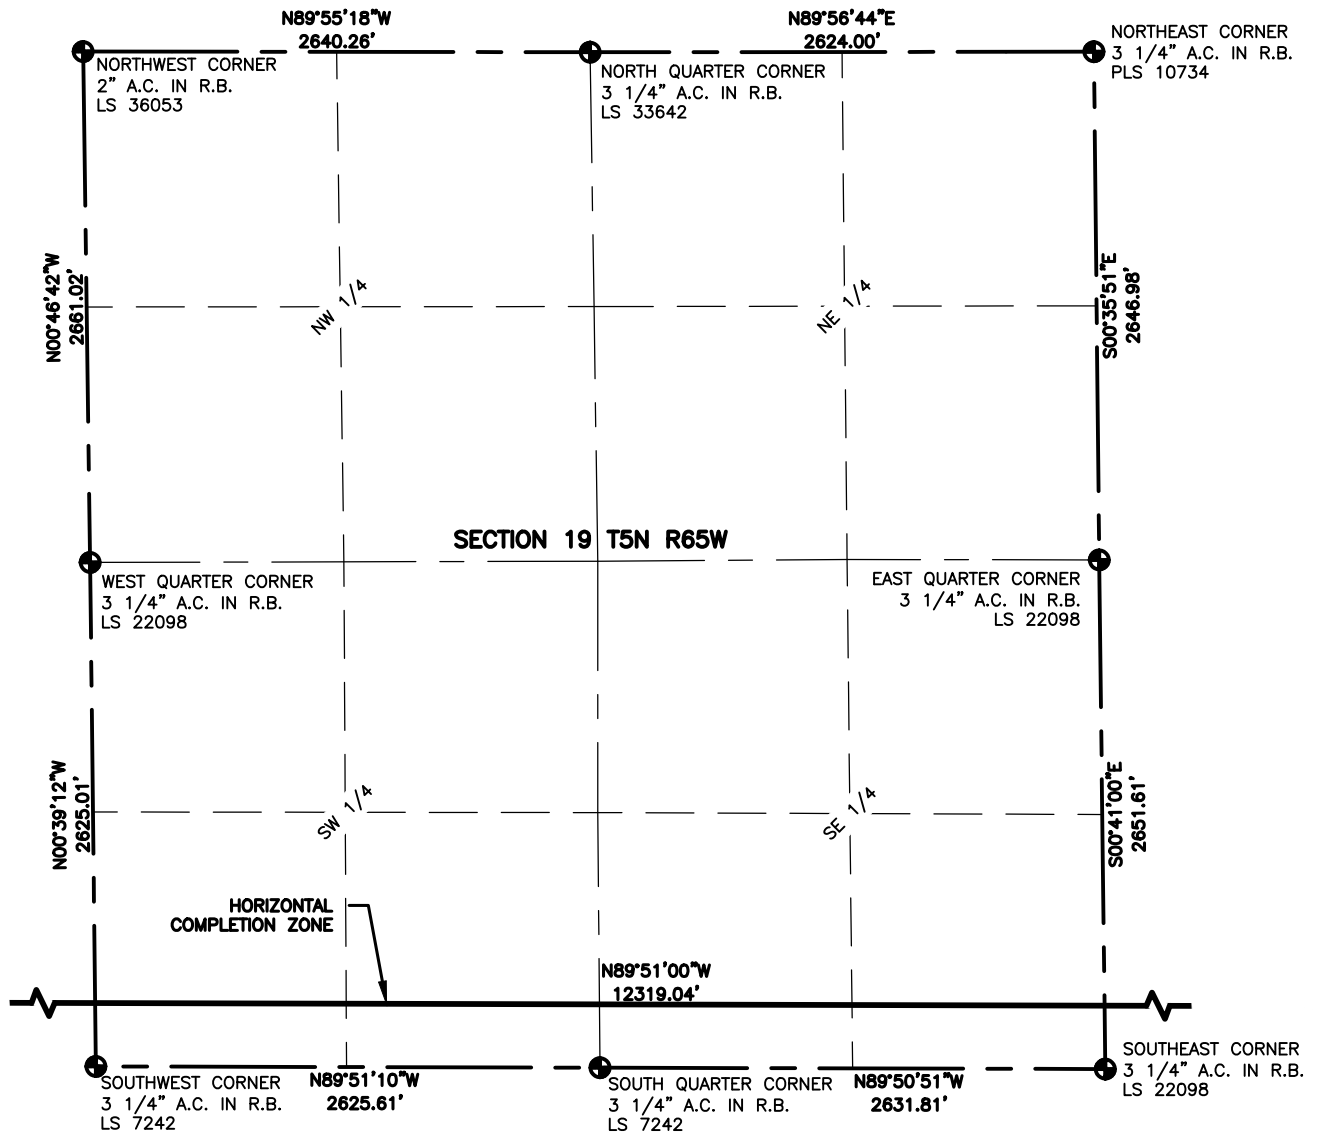 N89°55'18"W
2640.26'
N89°56'44"E
2624.00'
NORTHWEST CORNER
2" A.C. IN R.B.
LS 36053
NORTH QUARTER CORNER
3 1/4" A.C. IN R.B.
LS 33642
NORTHEAST CORNER
3 1/4" A.C. IN R.B.
PLS 10734
N00°46'42"W
2661.02'
NW 1/4
NE 1/4
S00°35'51"E
2646.98'
SECTION 19 T5N R65W
WEST QUARTER CORNER
3 1/4" A.C. IN R.B.
LS 22098
EAST QUARTER CORNER
3 1/4" A.C. IN R.B.
LS 22098
N00°39'12"W
2625.01'
SW 1/4
SE 1/4
S00°41'00"E
2651.61'
HORIZONTAL
COMPLETION ZONE
N89°51'00"W
12319.04'
SOUTHWEST CORNER
3 1/4" A.C. IN R.B.
LS 7242
N89°51'10"W
2625.61'
SOUTH QUARTER CORNER
3 1/4" A.C. IN R.B.
LS 7242
N89°50'51"W
2631.81'
SOUTHEAST CORNER
3 1/4" A.C. IN R.B.
LS 22098